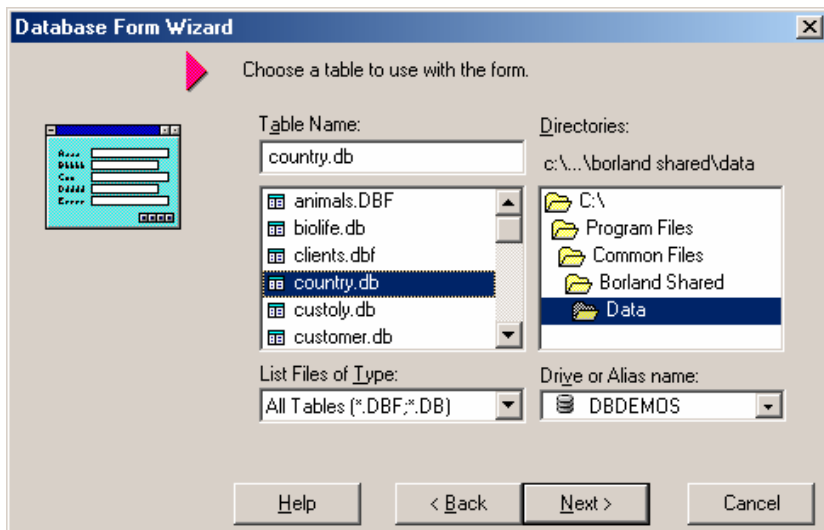 Database Form Wizard
Choose a table to use with the form.
Table Name:
country.db
animals.DBF
biolife.db
clients.dbf
country.db
custoly.db
customer.db
List Files of Type:
All Tables (*.DBF;*.DB)
Directories:
c:\...\borland shared\data
C:\
Program Files
Common Files
Borland Shared
Data
Drive or Alias name:
DBDEMOS
Help
< Back
Next >
Cancel